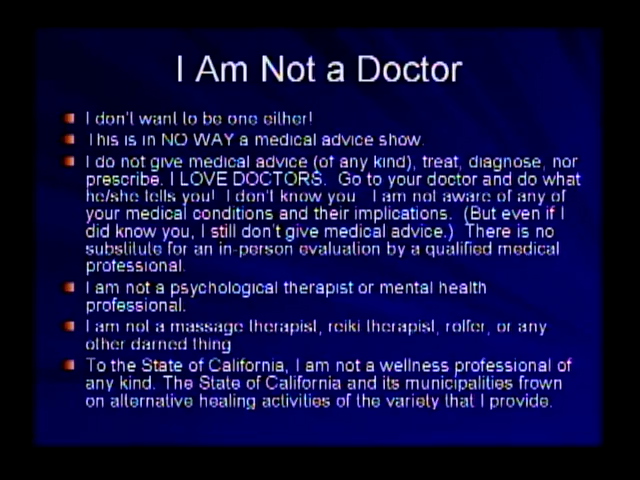 I Am Not a Doctor
I don't want to be one either!
This is in NO WAY a medical advice show.
I do not give medical advice (of any kind), treat, diagnose, nor
prescribe. I LOVE DOCTORS. Go to your doctor and do what
he/she tells you! I don't know you. I am not aware of any of
your medical conditions and their implications. (But even if I
did know you, I still don't give medical advice.) There is no
substitute for an in-person evaluation by a qualified medical
professional.
I am not a psychological therapist or mental health
professional.
I am not a massage therapist, reiki therapist, rolfer, or any
other darned thing
To the State of California, I am not a wellness professional of
any kind. The State of California and its municipalities frown
on alternative healing activities of the variety that I provide.